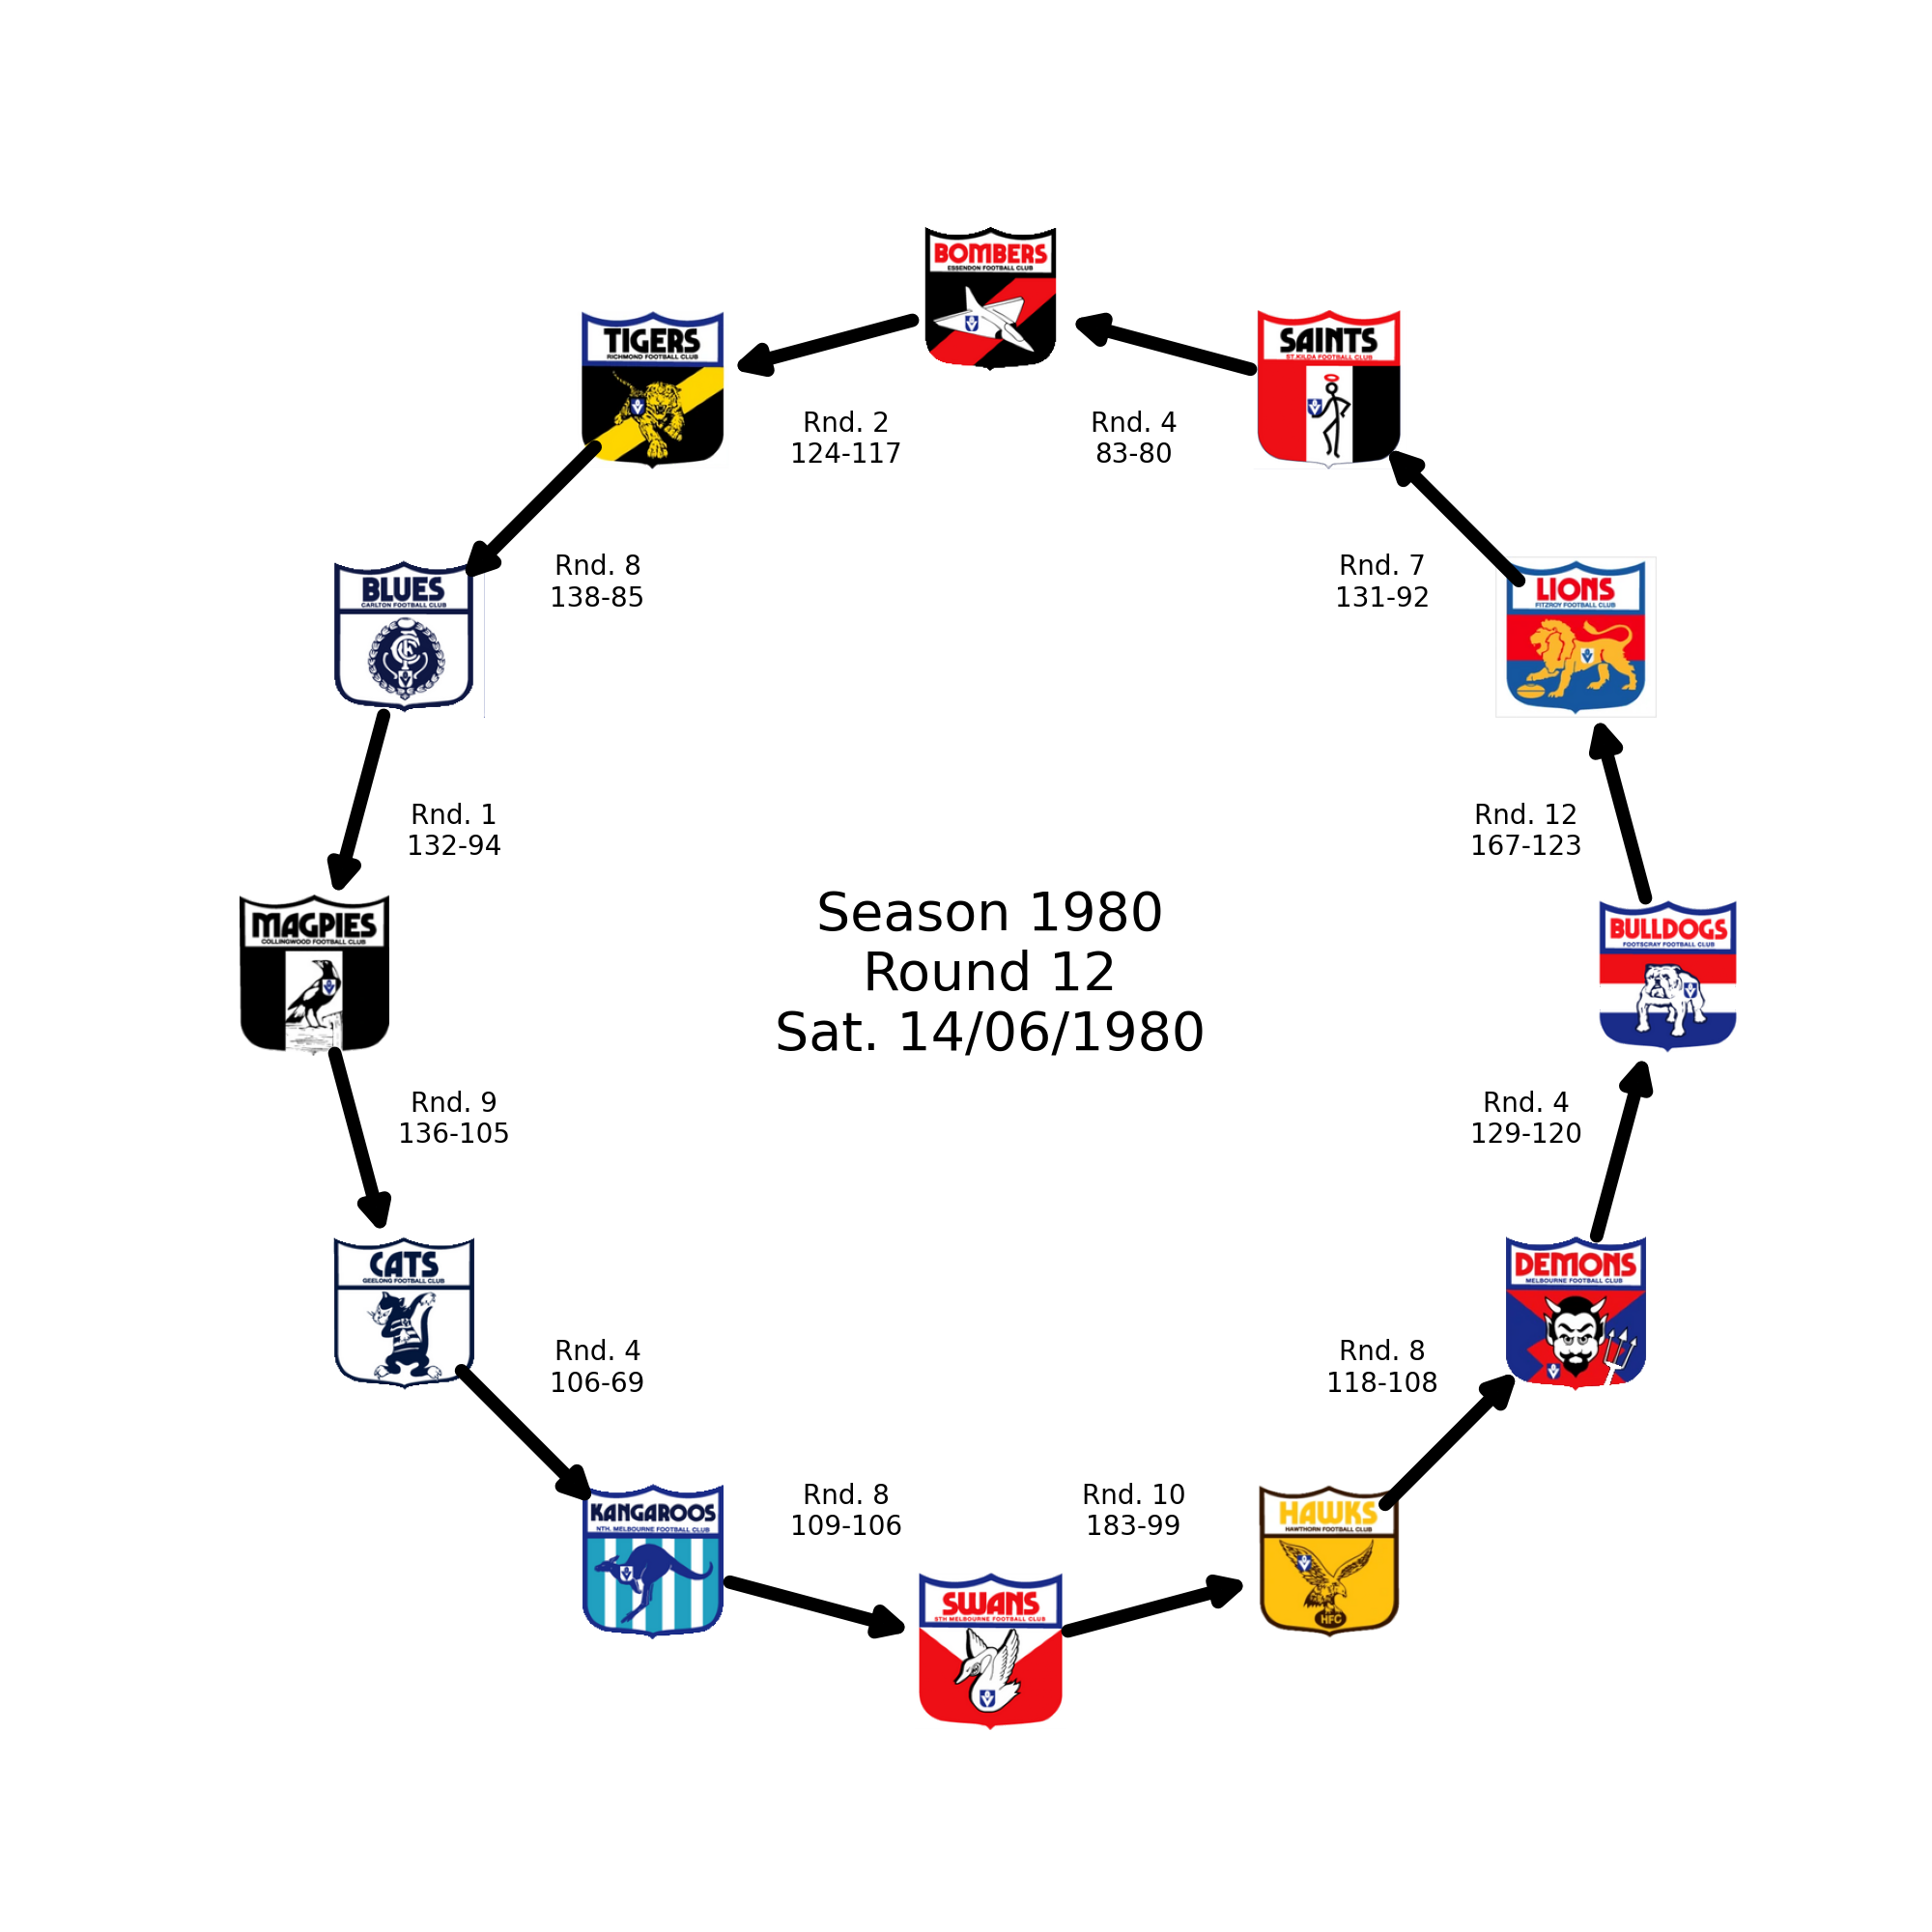 BOMBERS
ESSENDON FOOTBALL CLUB
TIGERS
RICHMOND FOOTBALL CLUB
SAINTS
ST.KILDA FOOTBALL CLUB
Rnd. 2
124-117
Rnd. 4
83-80
Rnd. 8
138-85
Rnd. 7
131-92
BLUES
CARLTON FOOTBALL CLUB
CFC
LIONS
FITZROY FOOTBALL CLUB
Rnd. 1
132-94
Rnd. 12
167-123
MAGPIES
COLLINGWOOD FOOTBALL CLUB
BULLDOGS
FOOTSCRAY FOOTBALL CLUB
Season 1980
Round 12
Sat. 14/06/1980
Rnd. 9
136-105
Rnd. 4
129-120
CATS
GEELONG FOOTBALL CLUB
DEMONS
MELBOURNE FOOTBALL CLUB
Rnd. 4
106-69
Rnd. 8
118-108
KANGAROOS
NTH. MELBOURNE FOOTBALL CLUB
Rnd. 8
109-106
Rnd. 10
183-99
HAWKS
HAWTHORN FOOTBALL CLUB
HFC
SWANS
STH MELBOURNE FOOTBALL CLUB